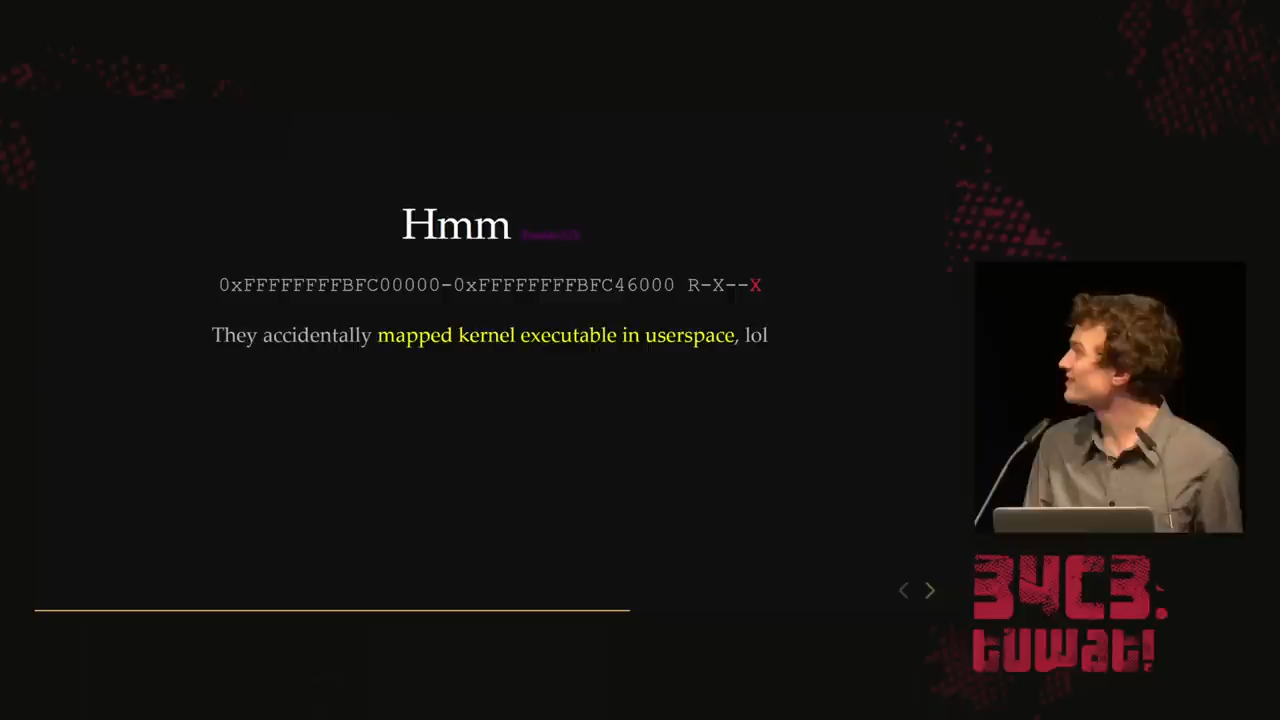 Hmm
0xFFFFFFFFBFC00000-0xFFFFFFFFBFC46000 R-X--X
They accidentally mapped kernel executable in userspace, lol
34C3:
tuwat!